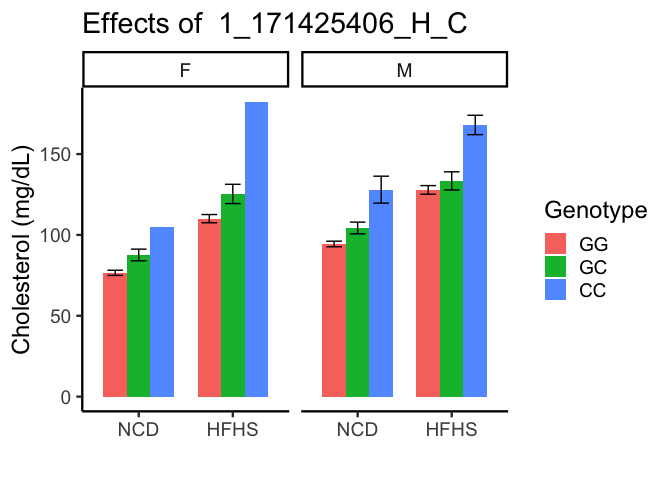 Effects of  1_171425406_H_C
F
M
Cholesterol (mg/dL)
150
100
50
0
NCD
HFHS
NCD
HFHS
Genotype
GG
GC
CC